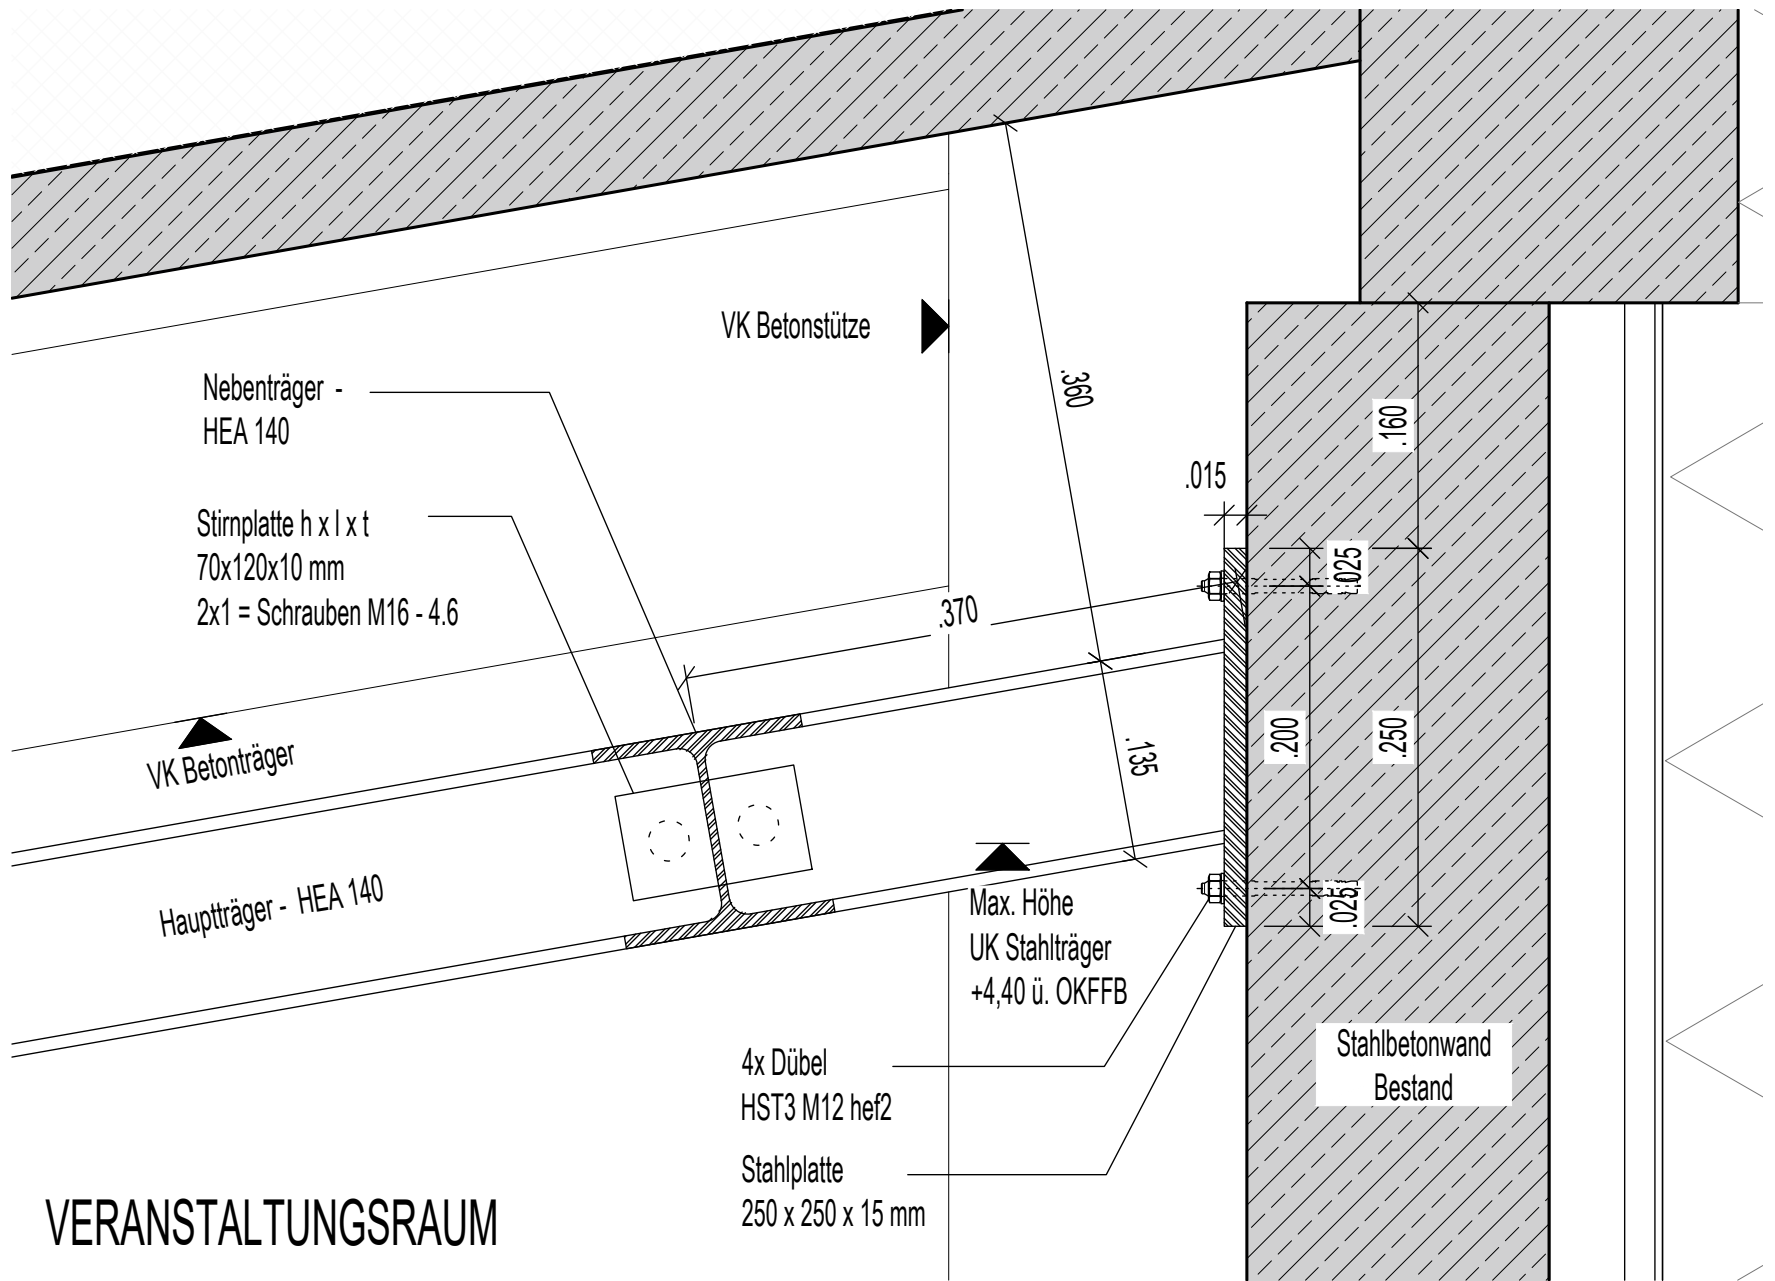 VK Betonstütze
.360
Nebenträger -
HEA 140
.160
.015
Stirnplatte h x l x t
70x120x10 mm
2x1 = Schrauben M16 - 4.6
.025
.370
.200
.250
.135
VK Betonträger
Hauptträger - HEA 140
.025
Max. Höhe
UK Stahlträger
+4,40 ü. OKFFB
Stahlbetonwand
Bestand
4x Dübel
HST3 M12 hef2
Stahlplatte
250 x 250 x 15 mm
VERANSTALTUNGSRAUM